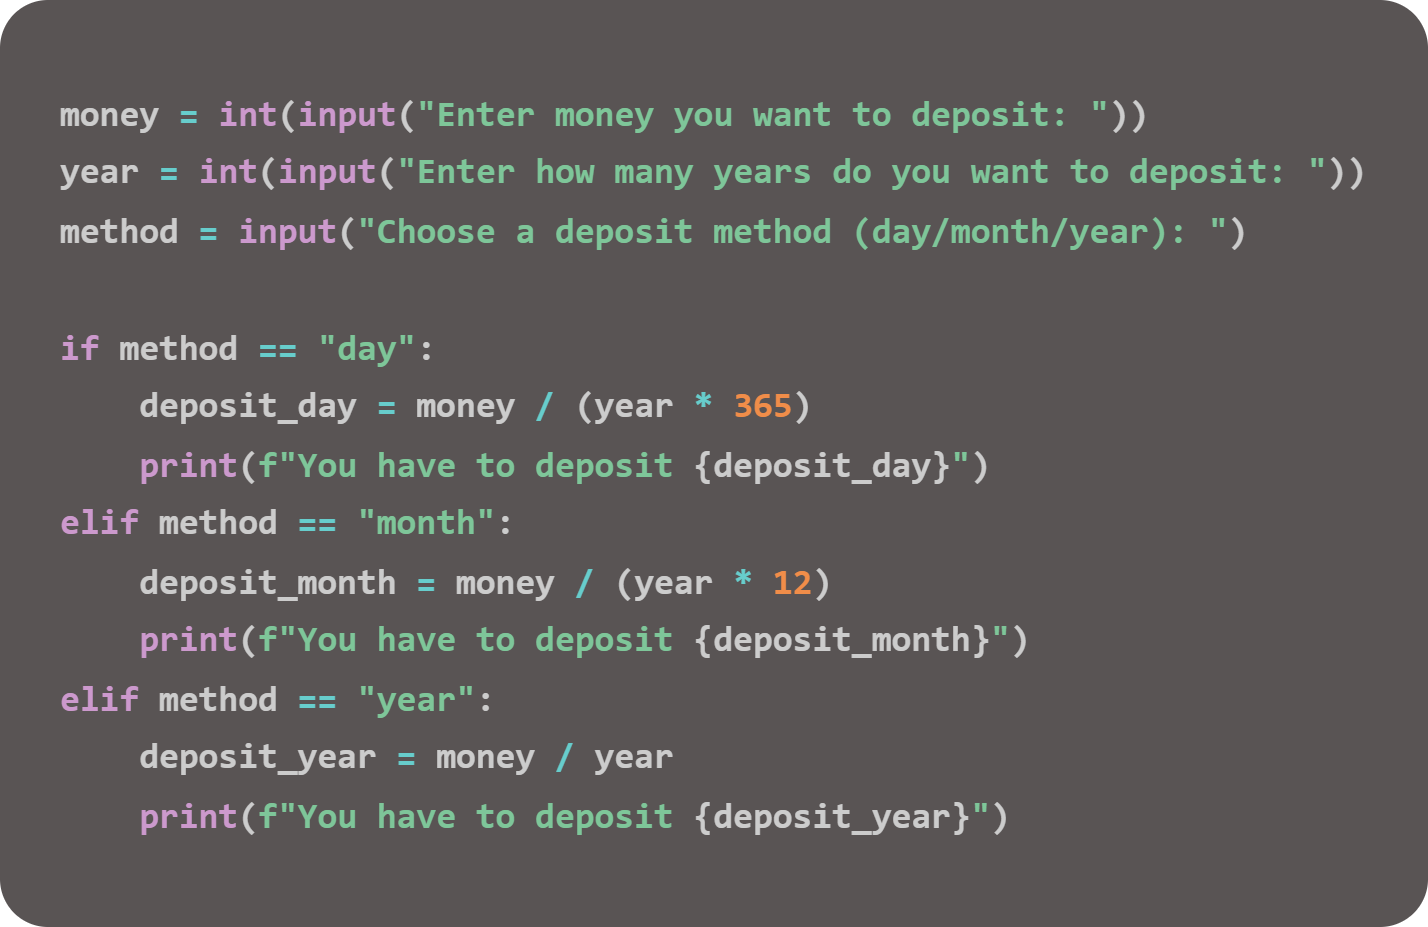 money = int(input("Enter money you want to deposit: "))
year = int(input("Enter how many years do you want to deposit: "))
method = input("Choose a deposit method (day/month/year): ")

if method == "day":
    deposit_day = money / (year * 365)
    print(f"You have to deposit {deposit_day}")
elif method == "month":
    deposit_month = money / (year * 12)
    print(f"You have to deposit {deposit_month}")
elif method == "year":
    deposit_year = money / year
    print(f"You have to deposit {deposit_year}")